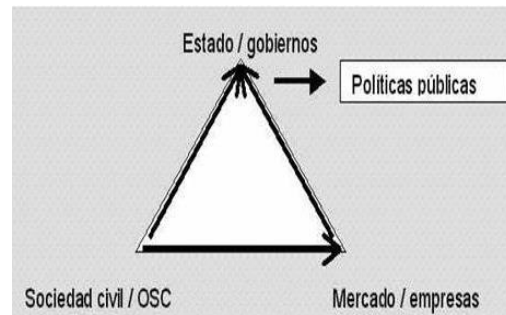 Estado / gobiernos
Políticas públicas
Sociedad civil / OSC
Mercado / empresas